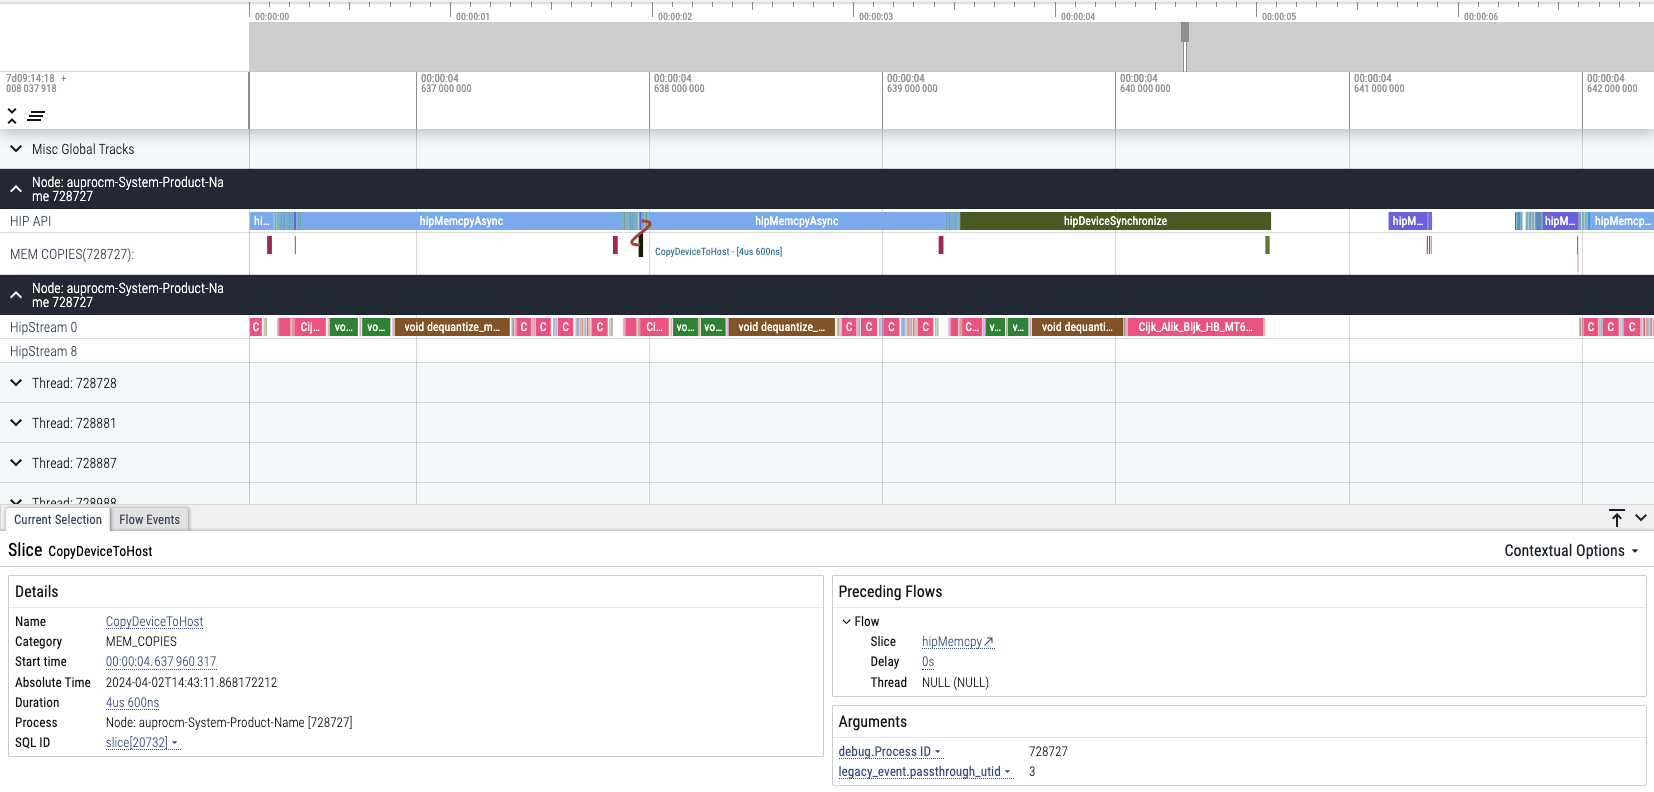 00:00:00 00:00:01 00:00:02 00:00:03 00:00:04 00:00:05 00:00:06
7d09:14:18 + 00:00:04 00:00:04 00:00:04 00:00:04 00:00:04 00:00:04
008 037 918 637 000 000 638 000 000 639 000 000 640 000 000 641 000 000 642 000 000
Misc Global Tracks
Node: auprocm-System-Product-Na
me 728727
HIP API hi... hipMemcpyAsync hipMemcpyAsync hipDeviceSynchronize hipM... hipM... hipMemcp...
MEM COPIES(728727): CopyDeviceToHost - [4us 600ns]
Node: auprocm-System-Product-Na
me 728727
HipStream 0 C Cij... vo... vo... void dequantize_m... C C C C Ci... vo... vo... void dequantize_... C C C C C... v... v... void dequanti... Cijk_Alik_Bljk_HB_MT6... C C C
HipStream 8
Thread: 728728
Thread: 728881
Thread: 728887
Thread: 728988
Current Selection Flow Events
Slice CopyDeviceToHost Contextual Options
Details
Name CopyDeviceToHost
Category MEM_COPIES
Start time 00:00:04.637 960 317
Absolute Time 2024-04-02T14:43:11.868172212
Duration 4us 600ns
Process Node: auprocm-System-Product-Name [728727]
SQL ID slice[20732]
Preceding Flows
Flow
Slice hipMemcpy
Delay 0s
Thread NULL (NULL)
Arguments
debug.Process ID 728727
legacy_event.passthrough_utid 3